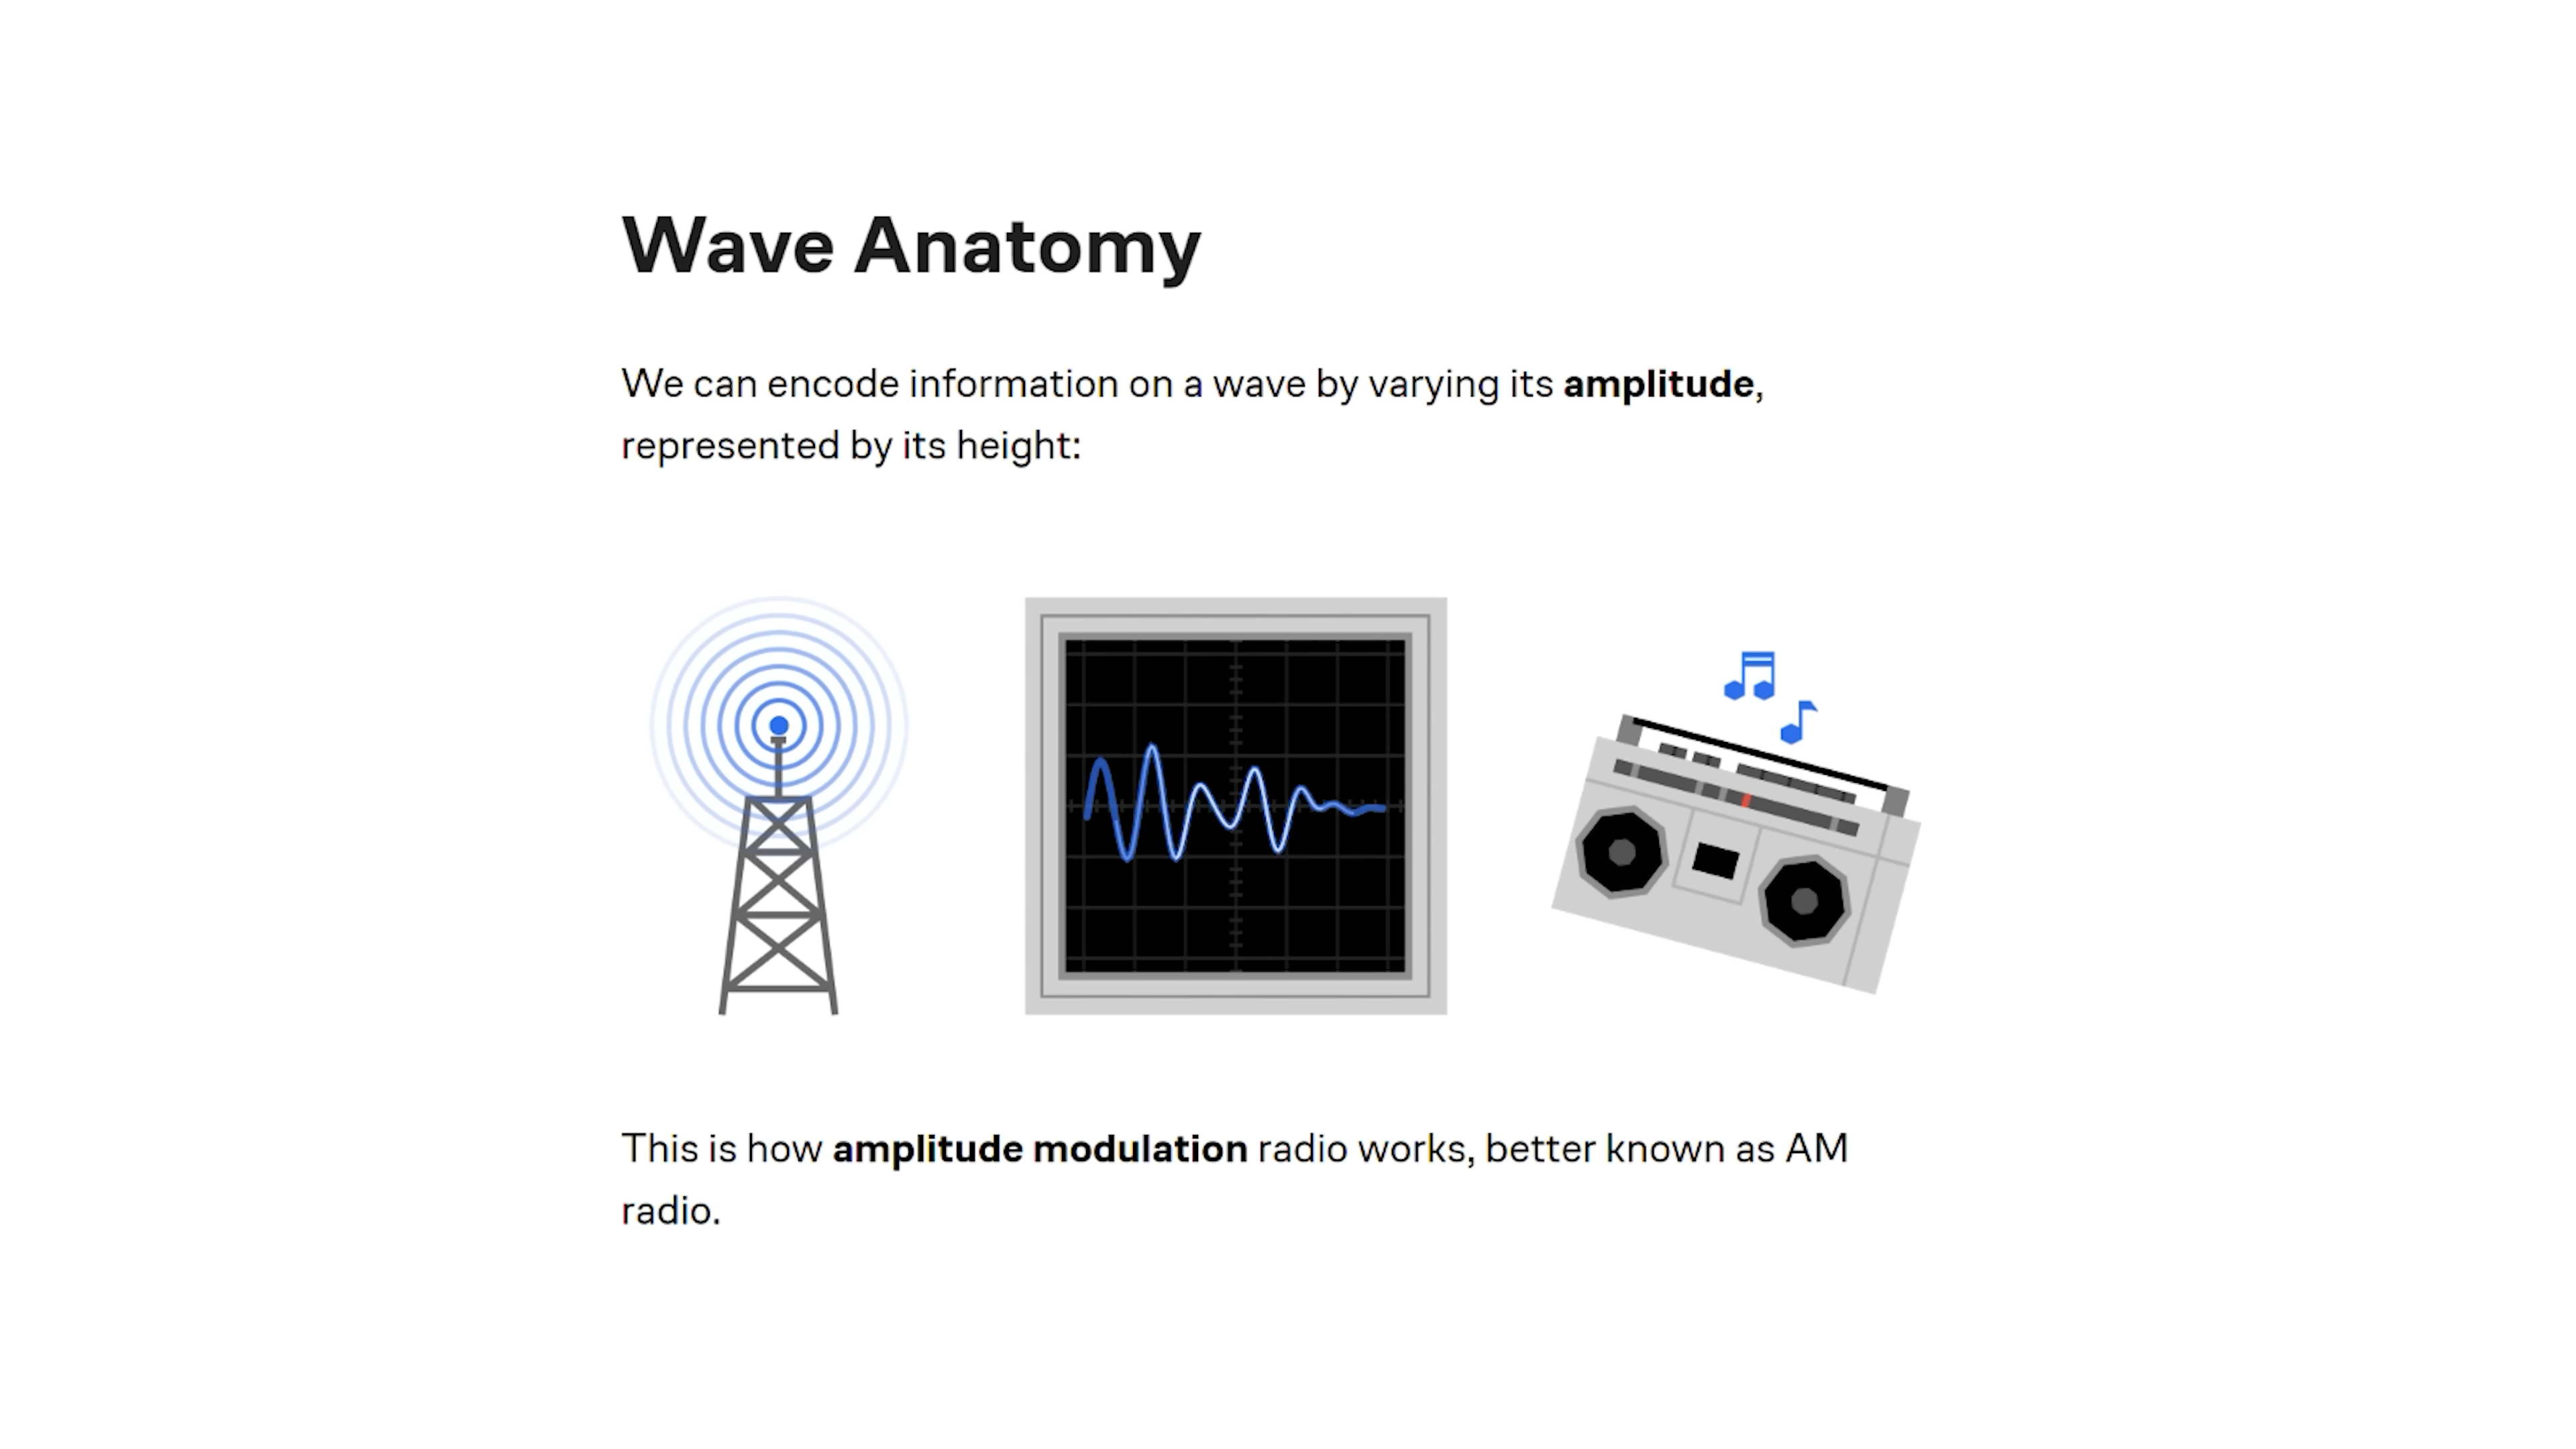 Wave Anatomy
We can encode information on a wave by varying its amplitude,
represented by its height:
This is how amplitude modulation radio works, better known as AM
radio.